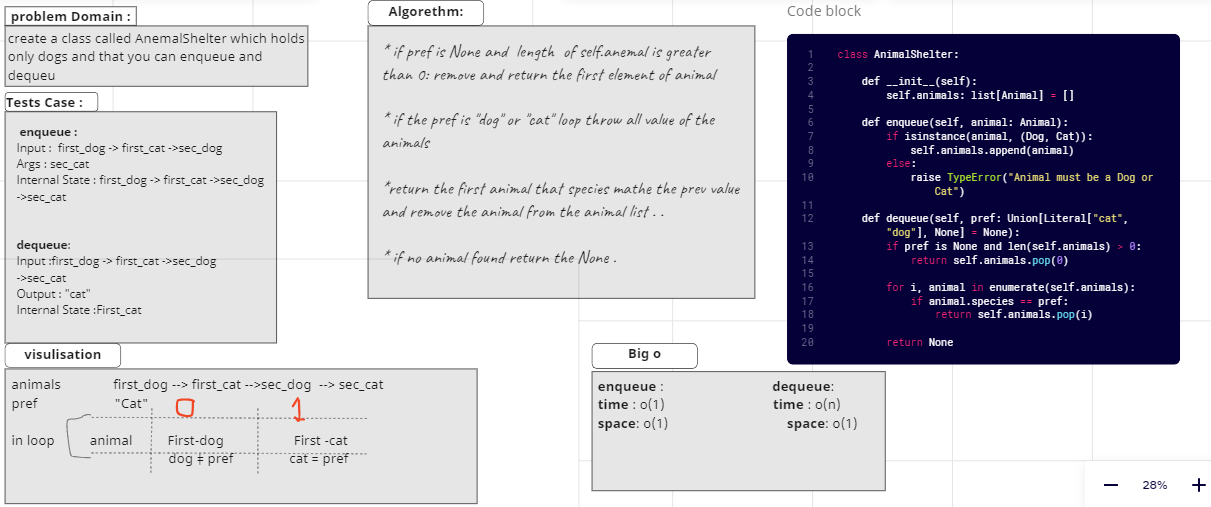 problem Domain :
create a class called AnemalShelter which holds
only dogs and that you can enqueue and
dequeu
Tests Case :
enqueue :
Input : first_dog -> first_cat ->sec_dog
Args : sec_cat
Internal State : first_dog -> first_cat ->sec_dog
->sec_cat
dequeue:
Input :first_dog -> first_cat ->sec_dog
->sec_cat
Output : "cat"
Internal State :First_cat
visulisation
animals first_dog --> first_cat -->sec_dog --> sec_cat
pref "Cat" 0 1
in loop animal First-dog First -cat
dog ≠ pref cat = pref
Algorethm:
* if pref is None and length of self.anemal is greater
than 0: remove and return the first element of animal
* if the pref is "dog" or "cat" loop throw all value of the
animals
*return the first animal that species mathe the prev value
and remove the animal from the animal list . .
* if no animal found return the None .
Big o
enqueue : dequeue:
time : o(1) time : o(n)
space: o(1) space: o(1)
Code block
1 class AnimalShelter:
2
3 def __init__(self):
4 self.animals: list[Animal] = []
5
6 def enqueue(self, animal: Animal):
7 if isinstance(animal, (Dog, Cat)):
8 self.animals.append(animal)
9 else:
10 raise TypeError("Animal must be a Dog or
Cat")
11
12 def dequeue(self, pref: Union[Literal["cat",
"dog"], None] = None):
13 if pref is None and len(self.animals) > 0:
14 return self.animals.pop(0)
15
16 for i, animal in enumerate(self.animals):
17 if animal.species == pref:
18 return self.animals.pop(i)
19
20 return None
28%